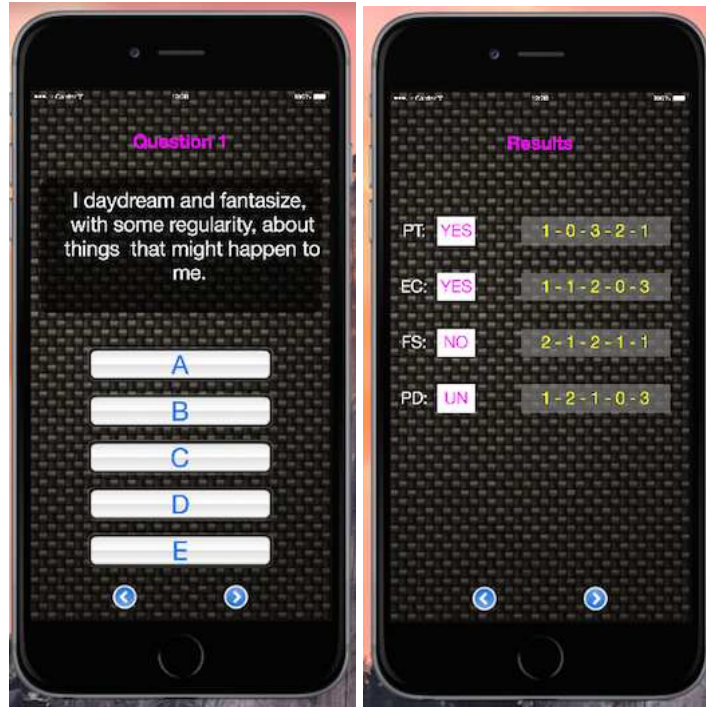 Question 1
I daydream and fantasize,
with some regularity, about
things that might happen to
me.
A
B
C
D
E
Results
PT: YES 1 - 0 - 3 - 2 - 1
EC: YES 1 - 1 - 2 - 0 - 3
FS: NO 2 - 1 - 2 - 1 - 1
PD: UN 1 - 2 - 1 - 0 - 3